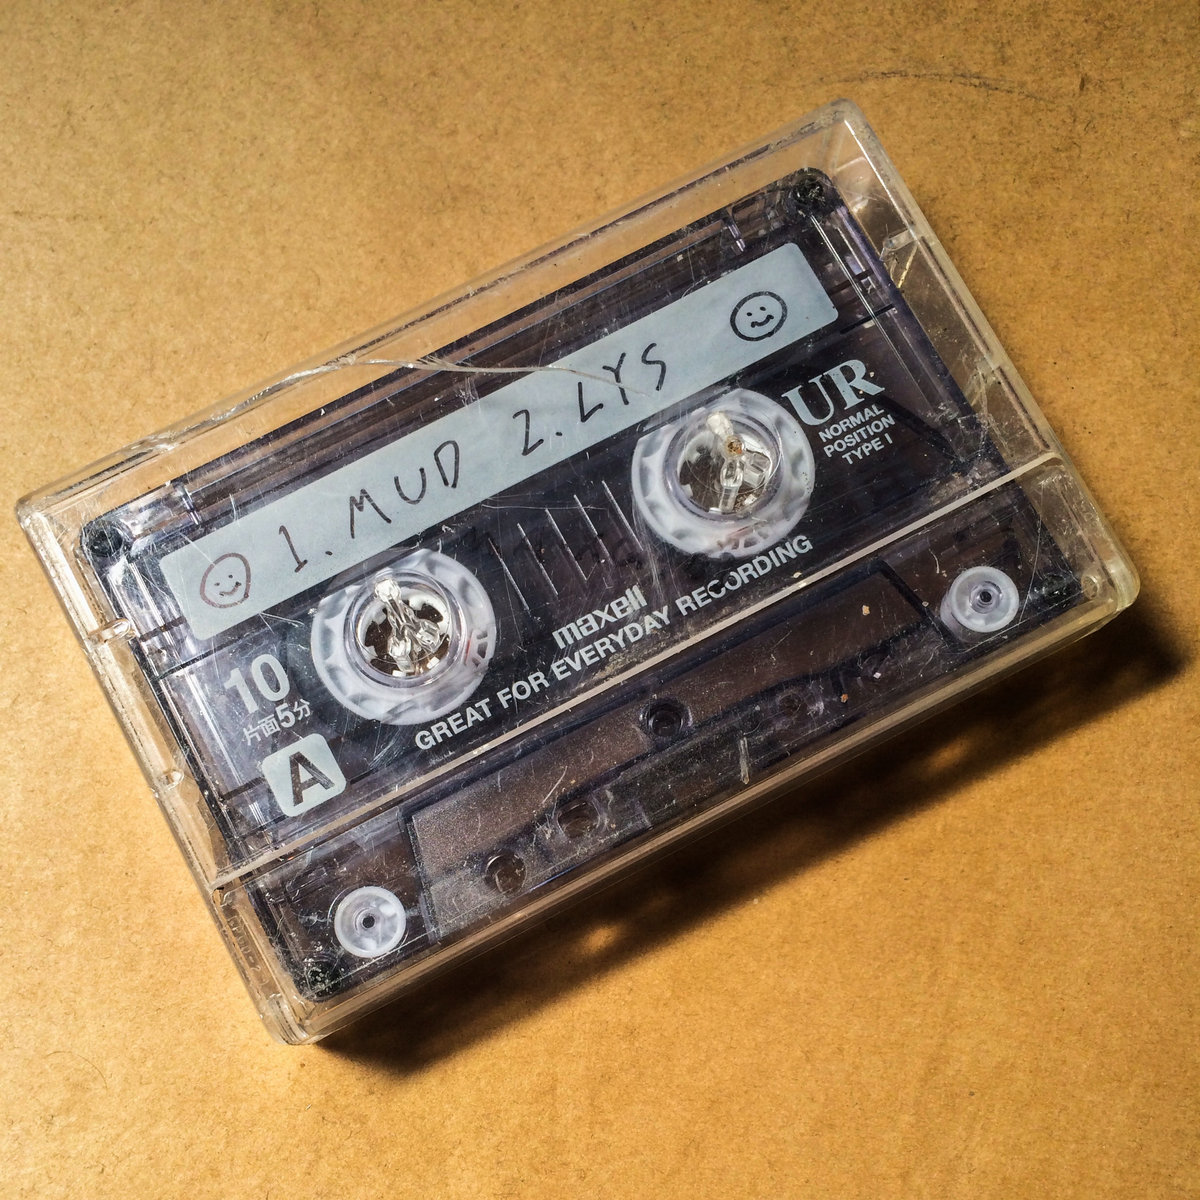 1. MUD 2. LYS
UR
NORMAL
POSITION
TYPE I
maxell
GREAT FOR EVERYDAY RECORDING
10
片面5分
A